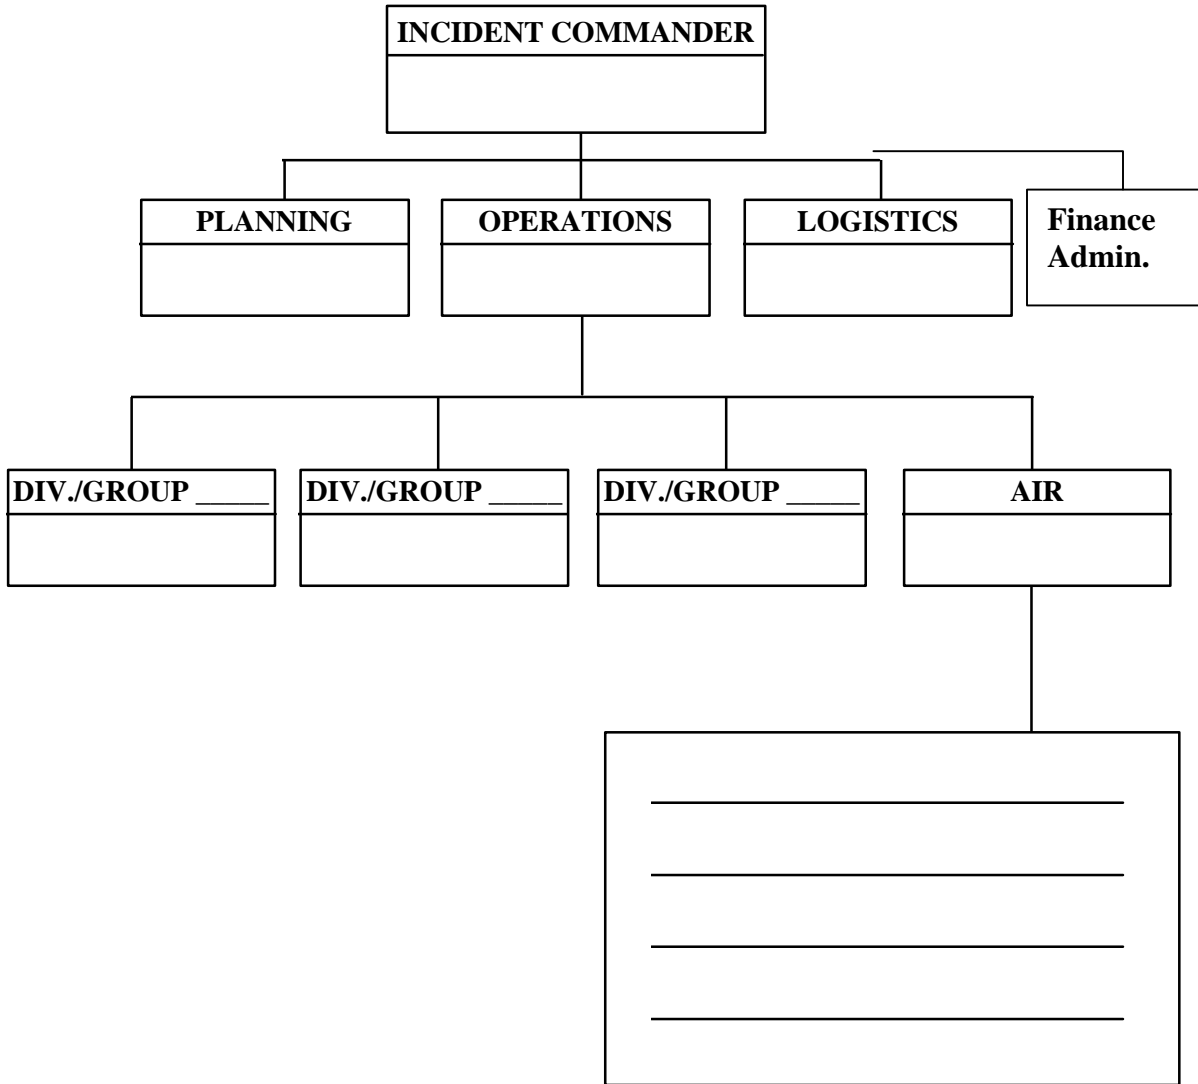 INCIDENT COMMANDER
PLANNING
OPERATIONS
LOGISTICS
Finance
Admin.
DIV./GROUP _____
DIV./GROUP _____
DIV./GROUP _____
AIR